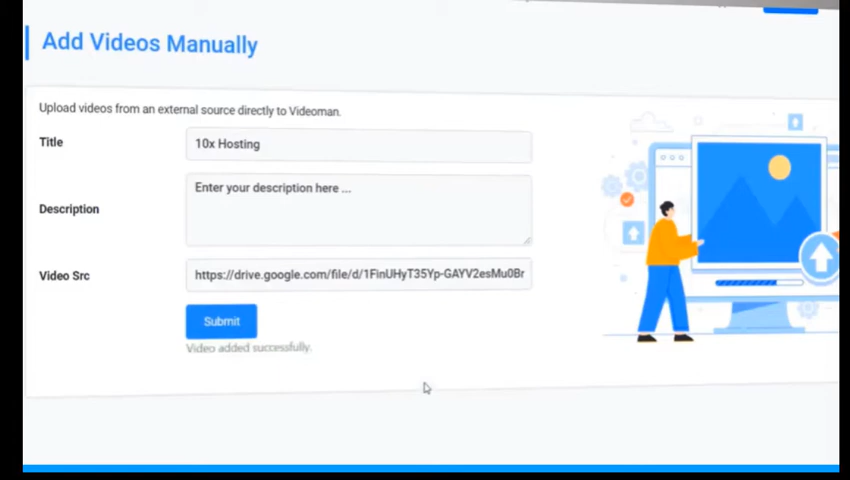 Add Videos Manually
Upload videos from an external source directly to Videoman.
Title
10x Hosting
Description
Enter your description here ...
Video Src
https://drive.google.com/file/d/1FinUHyT35Yp-GAYV2esMu0Br
Submit
Video added successfully.